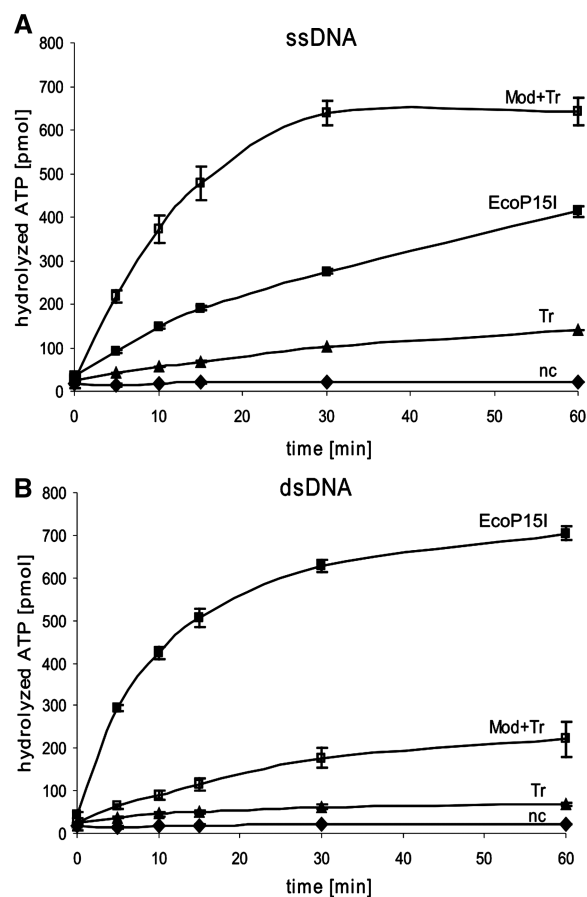 A
ssDNA
hydrolyzed ATP [pmol]
800
700
600
500
400
300
200
100
0
Mod+Tr
EcoP15I
Tr
nc
0 10 20 30 40 50 60
time [min]
B
dsDNA
hydrolyzed ATP [pmol]
800
700
600
500
400
300
200
100
0
EcoP15I
Mod+Tr
Tr
nc
0 10 20 30 40 50 60
time [min]